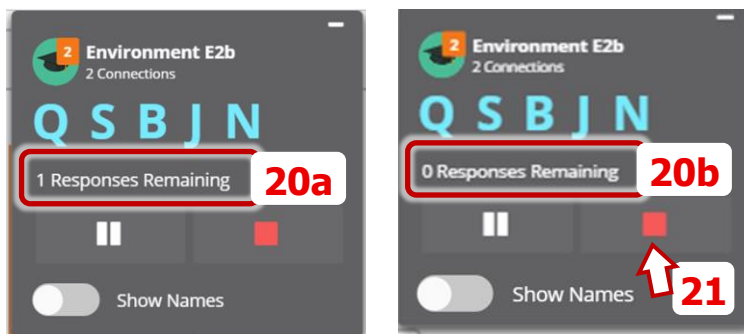 2
Environment E2b
2 Connections
Q S B J N
1 Responses Remaining
20a
Show Names
2
Environment E2b
2 Connections
Q S B J N
0 Responses Remaining
20b
Show Names
21